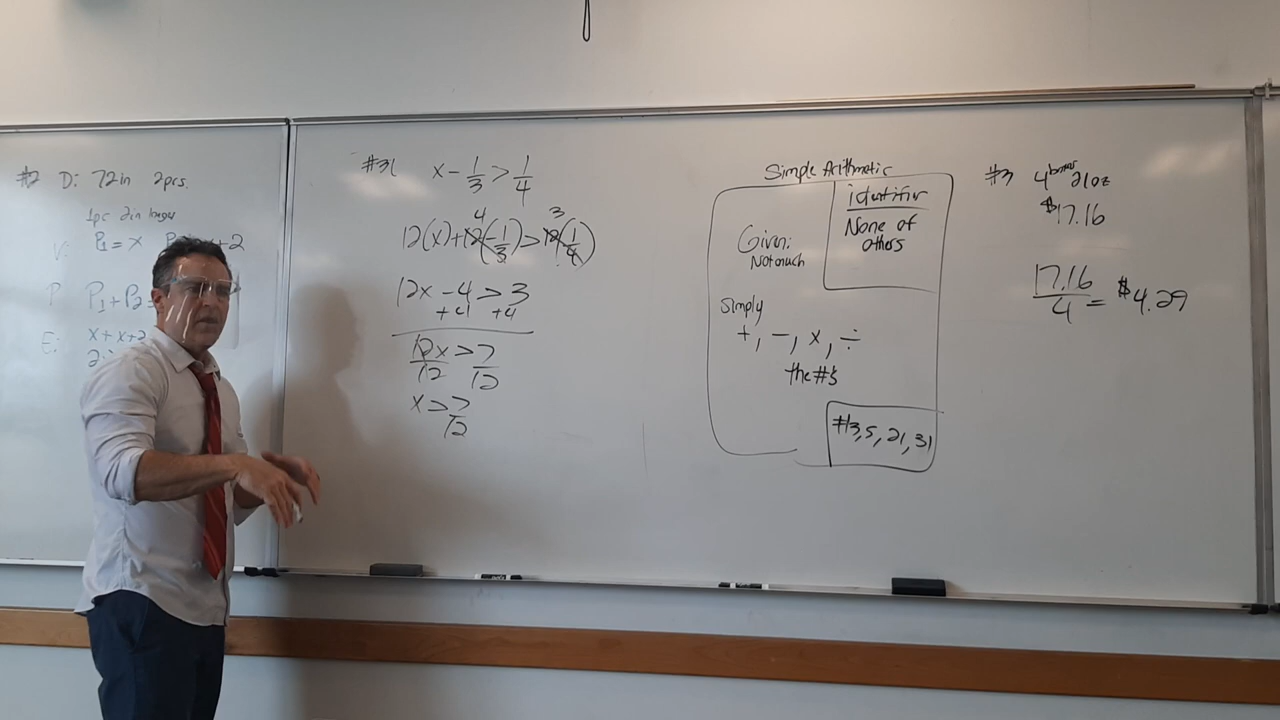 #2 D: 72in 2pcs.
1pc 2in longer
P₁ = x
+2
P₁ + P₂ =
E: x + x + 2
#31 x - 1/3 > 1/4
12(x) + 12(-1/3) > 12(1/4)
4 3
12x - 4 > 3
+4 +4
12x/12 > 7/12
x > 7/12
Simple Arithmetic
identifier
None of
others
Given:
Not much
simply
+, -, x, ÷
the #s
#3, 5, 21, 31
#3 4 21oz
$17.16
17.16/4 = $4.29